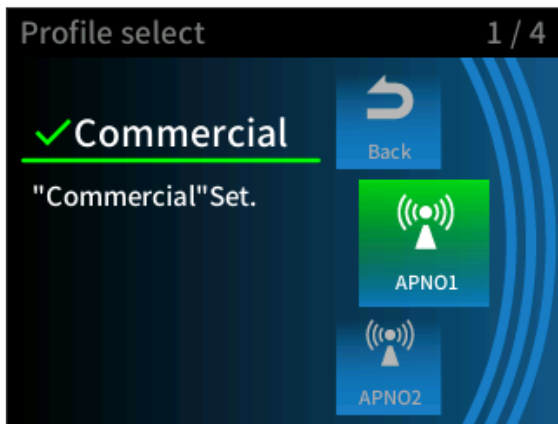 Profile select 1 / 4
✓Commercial
Back
"Commercial"Set.
APNO1
APNO2